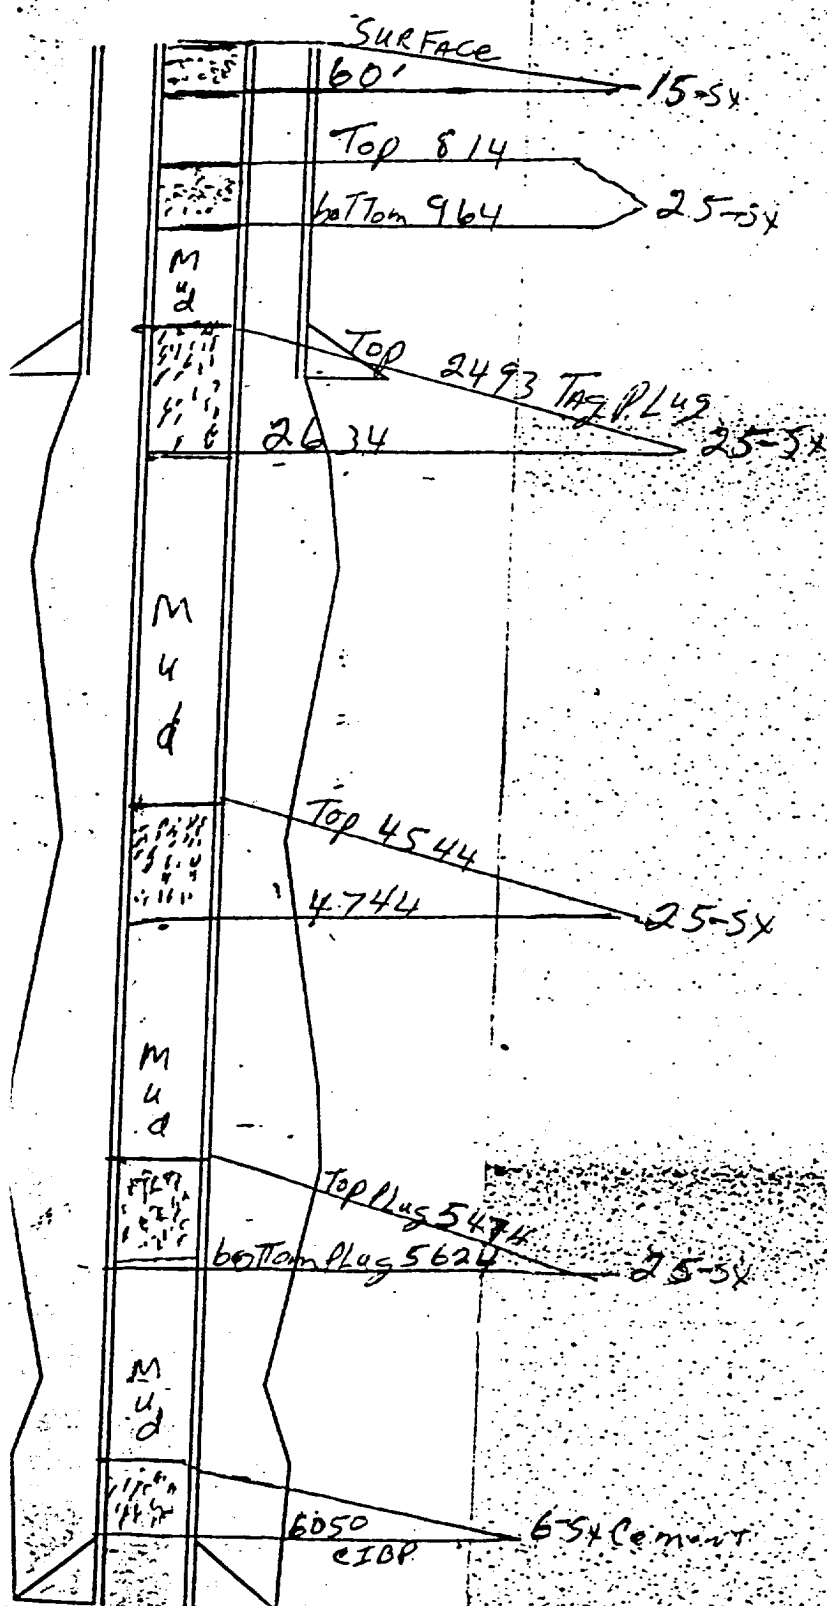 SURFACE
60'
15-sx
Top 814
25-sx
bottom 964
Mud
Top 2493 Tag Plug
2634
25-sx
Mud
Top 4544
4744
25-sx
Mud
Top Plug 5474
bottom Plug 5624
25-sx
Mud
6050
CIBP
6-sx Cement